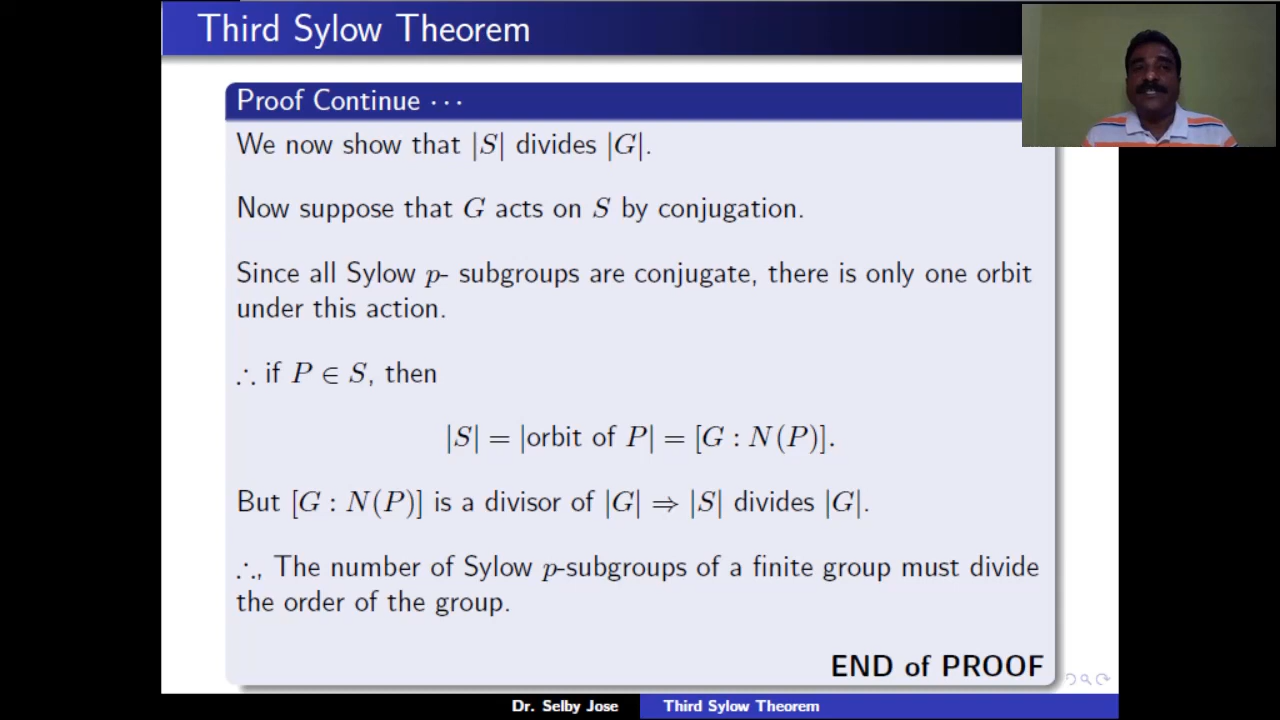 Third Sylow Theorem
Proof Continue · · ·
We now show that |S| divides |G|.
Now suppose that G acts on S by conjugation.
Since all Sylow p- subgroups are conjugate, there is only one orbit
under this action.
∴ if P ∈ S, then
|S| = |orbit of P| = [G : N(P)].
But [G : N(P)] is a divisor of |G| ⇒ |S| divides |G|.
∴, The number of Sylow p-subgroups of a finite group must divide
the order of the group.
END of PROOF
Dr. Selby Jose Third Sylow Theorem